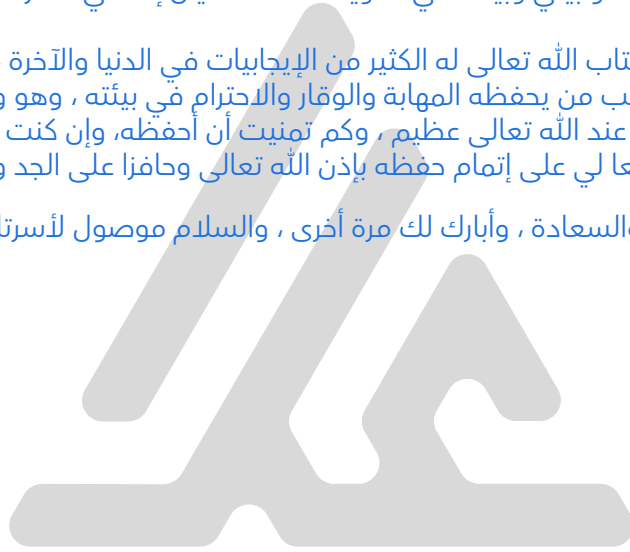 تاب الله تعالى له الكثير من الإيجابيات في الدنيا والآخرة
ب من يحفظه المهابة والوقار والاحترام في بيئته ، وهو و
عند الله تعالى عظيم ، وكم تمنيت أن أحفظه، وإن كنت
عا لي على إتمام حفظه بإذن الله تعالى وحافزا على الجد و
السعادة ، وأبارك لك مرة أخرى ، والسلام موصول لأسرتك